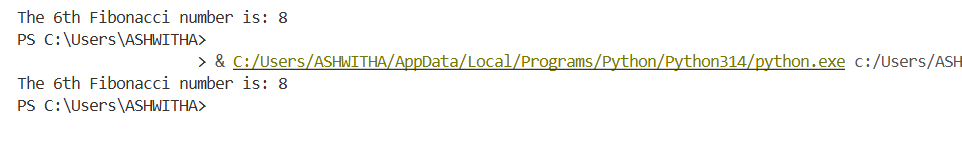 The 6th Fibonacci number is: 8
PS C:\Users\ASHWITHA>
> & C:/Users/ASHWITHA/AppData/Local/Programs/Python/Python314/python.exe c:/Users/ASH
The 6th Fibonacci number is: 8
PS C:\Users\ASHWITHA>